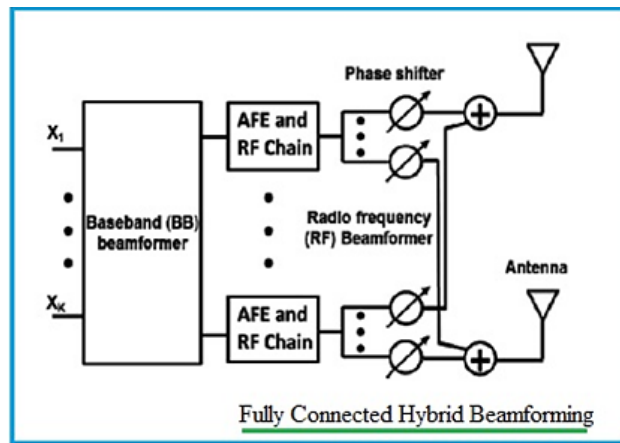 Phase shifter
AFE and
RF Chain
X1
Baseband (BB)
beamformer
Radio frequency
(RF) Beamformer
Antenna
XK
AFE and
RF Chain
Fully Connected Hybrid Beamforming